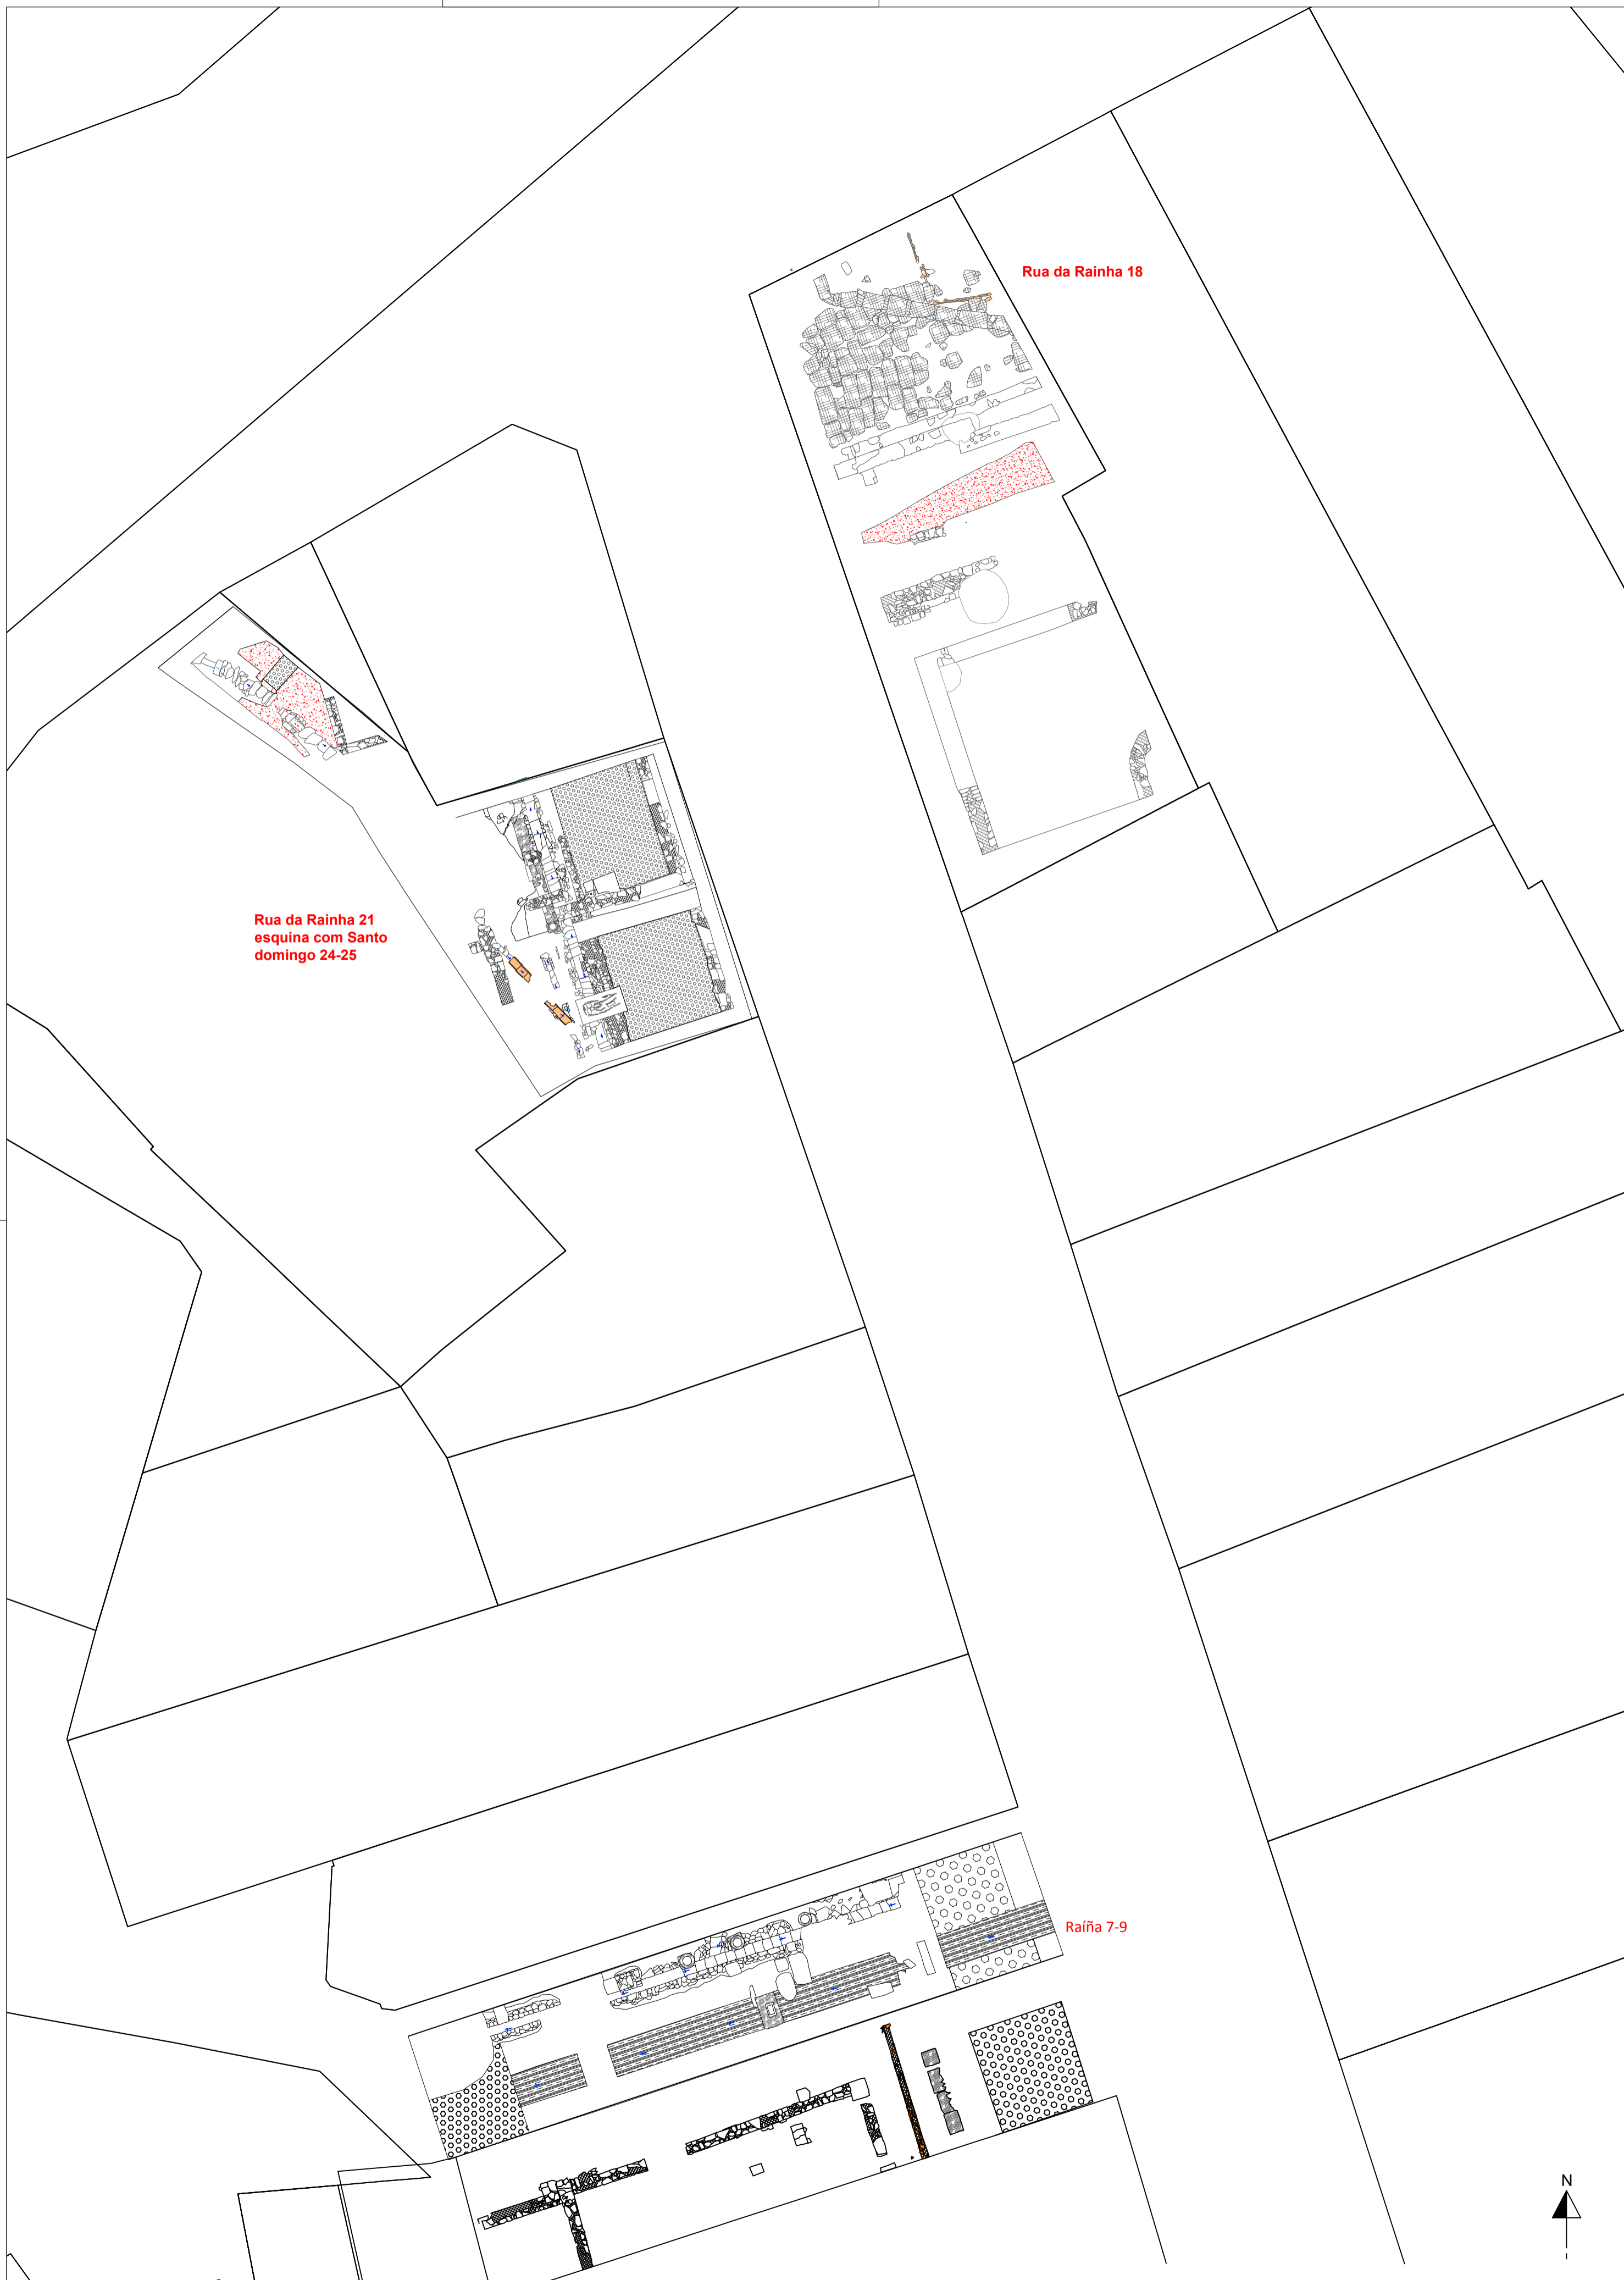 Rua da Rainha 18
Rua da Rainha 21
esquina com Santo
domingo 24-25
Raíña 7-9
N